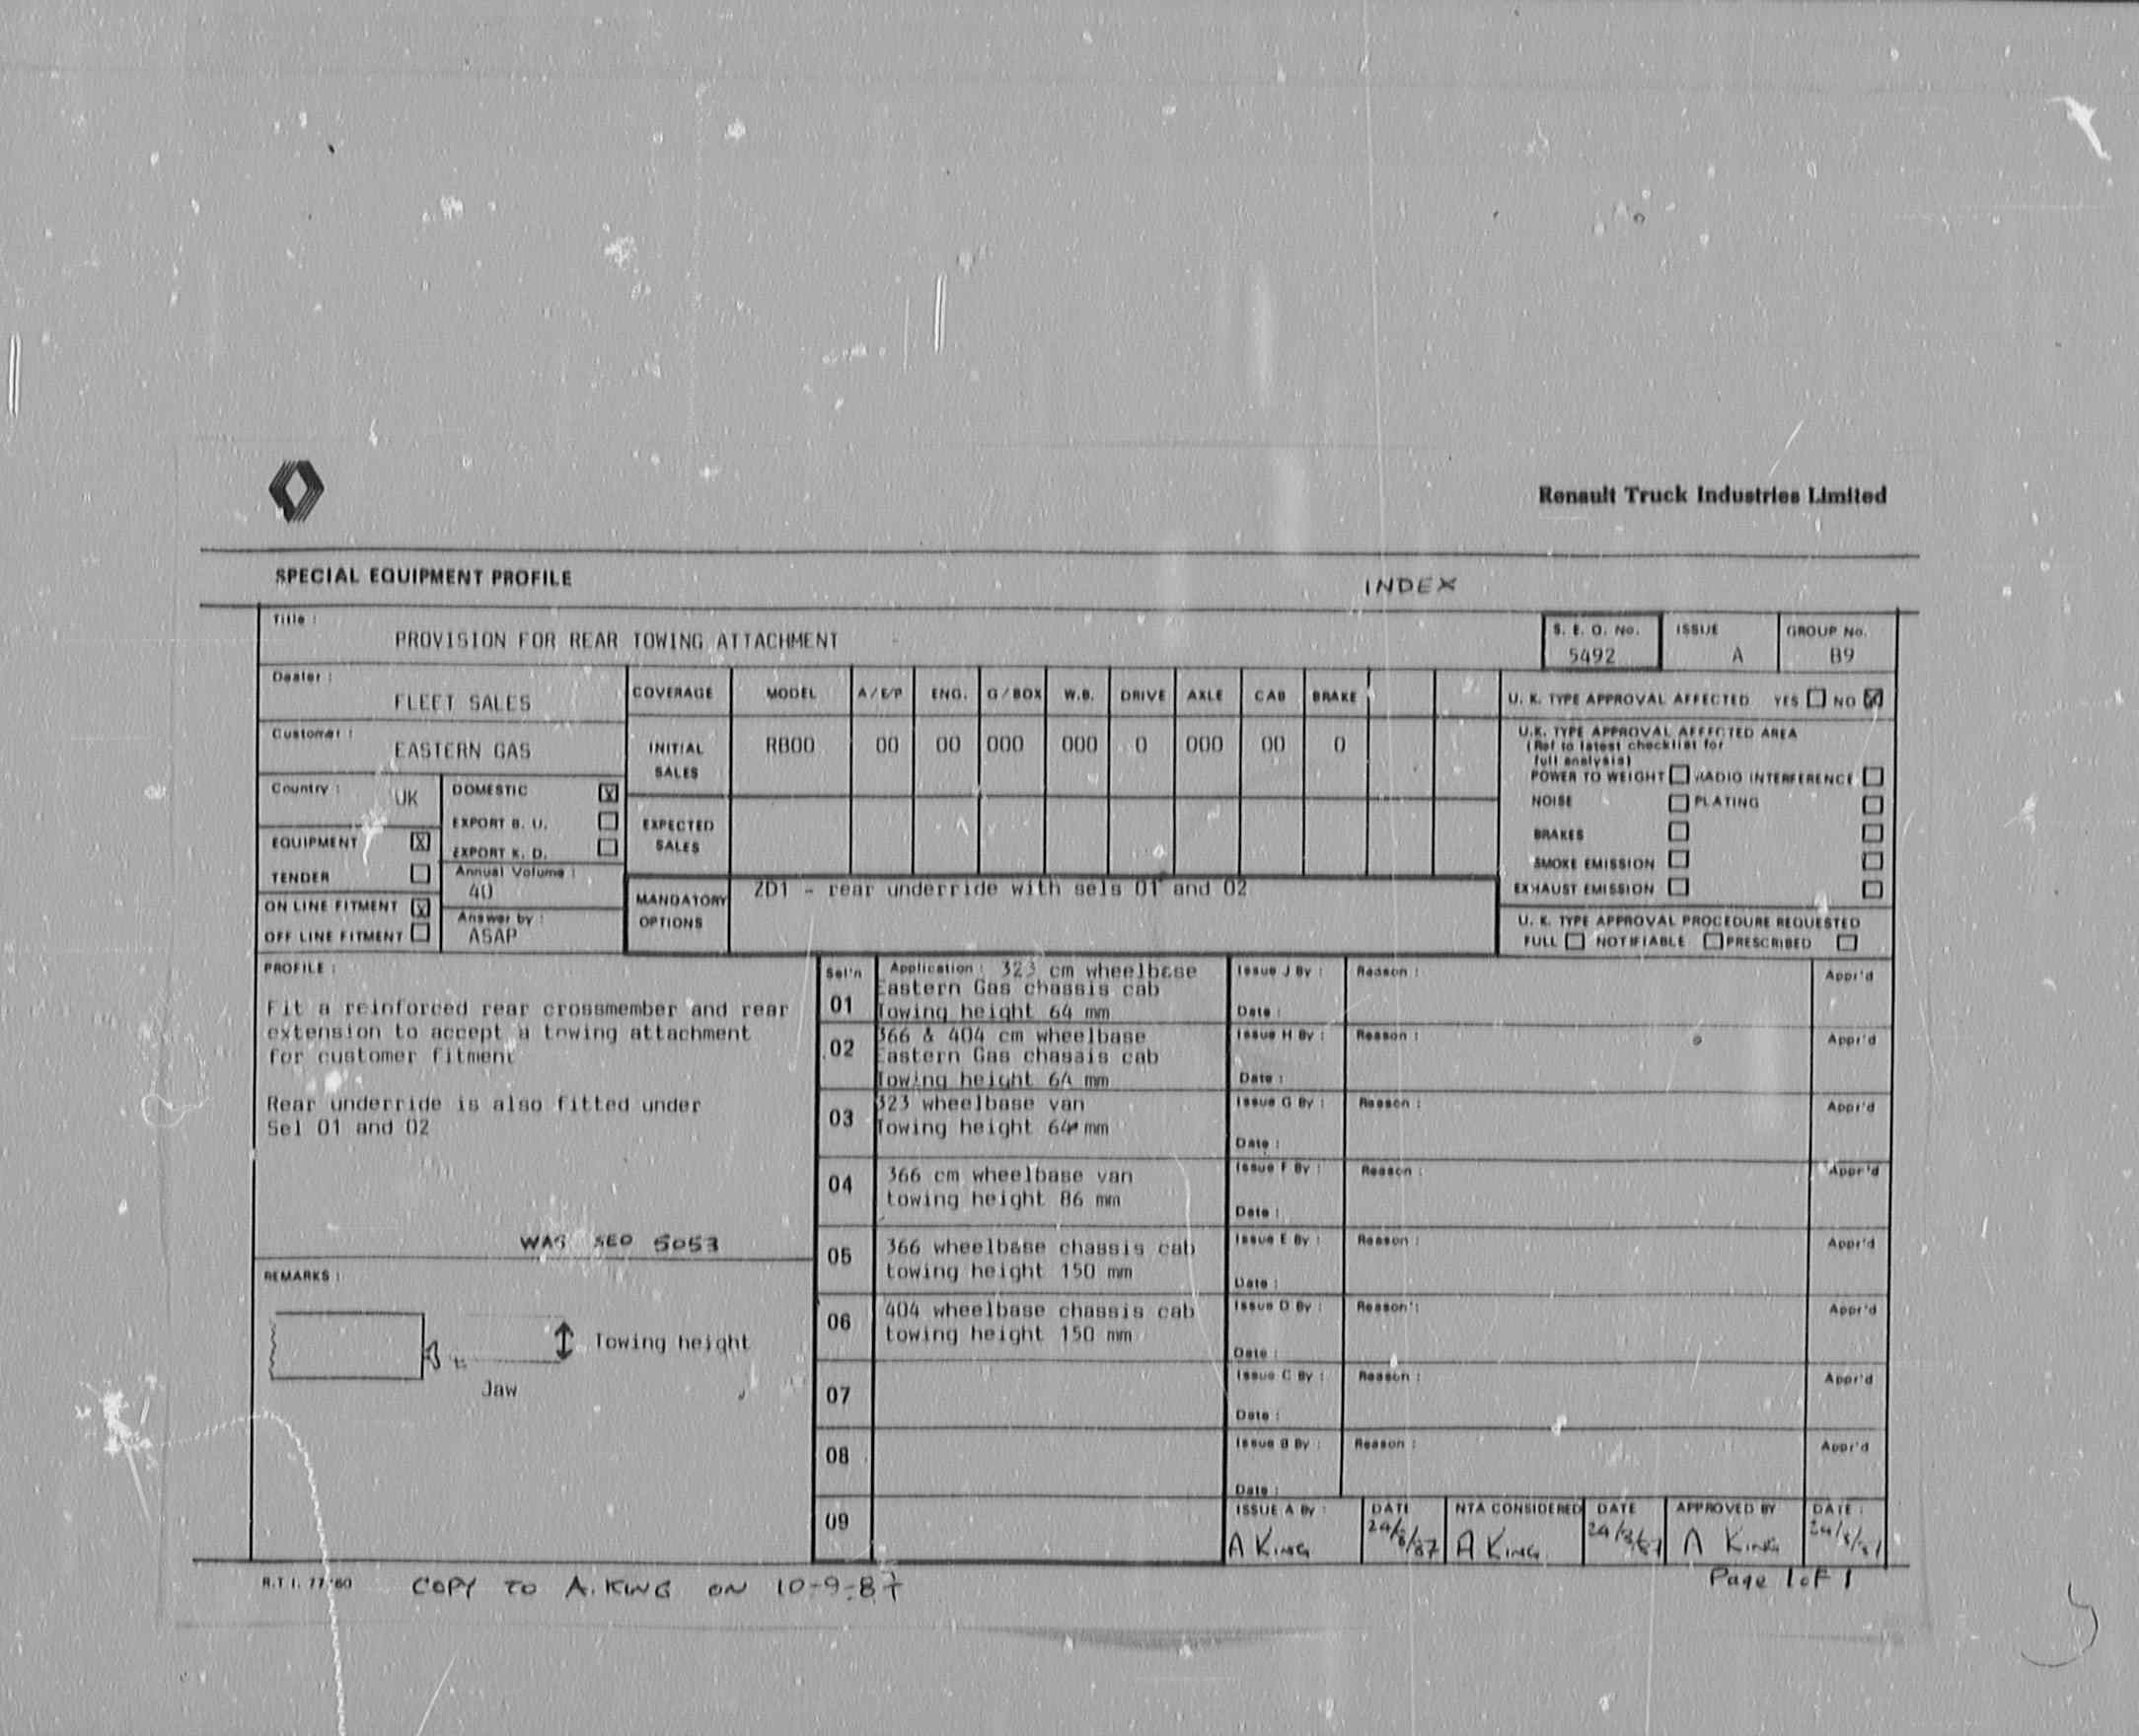 Renault Truck Industries Limited
SPECIAL EQUIPMENT PROFILE
INDEX
Title :
PROVISION FOR REAR TOWING ATTACHMENT
S. E. O. No.
5492
ISSUE
A
GROUP No.
B9
Dealer :
FLEET SALES
Customer :
EASTERN GAS
Country :
UK
DOMESTIC X
EXPORT B. U.
EXPORT K. D.
EQUIPMENT X
TENDER
Annual Volume :
40
ON LINE FITMENT X
OFF LINE FITMENT
Answer by :
ASAP
COVERAGE MODEL A/E/P ENG. G/BOX W.B. DRIVE AXLE CAB BRAKE
INITIAL SALES RB00 00 00 000 000 0 000 00 0
EXPECTED SALES
MANDATORY OPTIONS
ZD1 - rear underride with sels 01 and 02
U. K. TYPE APPROVAL AFFECTED YES NO
U.K. TYPE APPROVAL AFFECTED AREA
(Ref to latest checklist for
full analysis)
POWER TO WEIGHT RADIO INTERFERENCE
NOISE PLATING
BRAKES
SMOKE EMISSION
EXHAUST EMISSION
U. K. TYPE APPROVAL PROCEDURE REQUESTED
FULL NOTIFIABLE PRESCRIBED
PROFILE :
Fit a reinforced rear crossmember and rear
extension to accept a towing attachment
for customer fitment
Rear underride is also fitted under
Sel 01 and 02
WAS SEO 5053
REMARKS :
Towing height
Jaw
Sel'n
Application : 323 cm wheelbase
01 Eastern Gas chassis cab
Towing height 64 mm
02 366 & 404 cm wheelbase
Eastern Gas chassis cab
Towing height 64 mm
03 323 wheelbase van
Towing height 64 mm
04 366 cm wheelbase van
towing height 86 mm
05 366 wheelbase chassis cab
towing height 150 mm
06 404 wheelbase chassis cab
towing height 150 mm
07
08
09
Issue J By : Reason : Appr'd
Date :
Issue H By : Reason : Appr'd
Date :
Issue G By : Reason : Appr'd
Date :
Issue F By : Reason : Appr'd
Date :
Issue E By : Reason : Appr'd
Date :
Issue D By : Reason : Appr'd
Date :
Issue C By : Reason : Appr'd
Date :
Issue B By : Reason : Appr'd
Date :
ISSUE A By : DATE NTA CONSIDERED DATE APPROVED BY DATE :
A KING 24/8/87 A KING 24/8/87 A KING
R.T.I. 77/60
COPY TO A. KING ON 10-9-87
Page 1 of 1